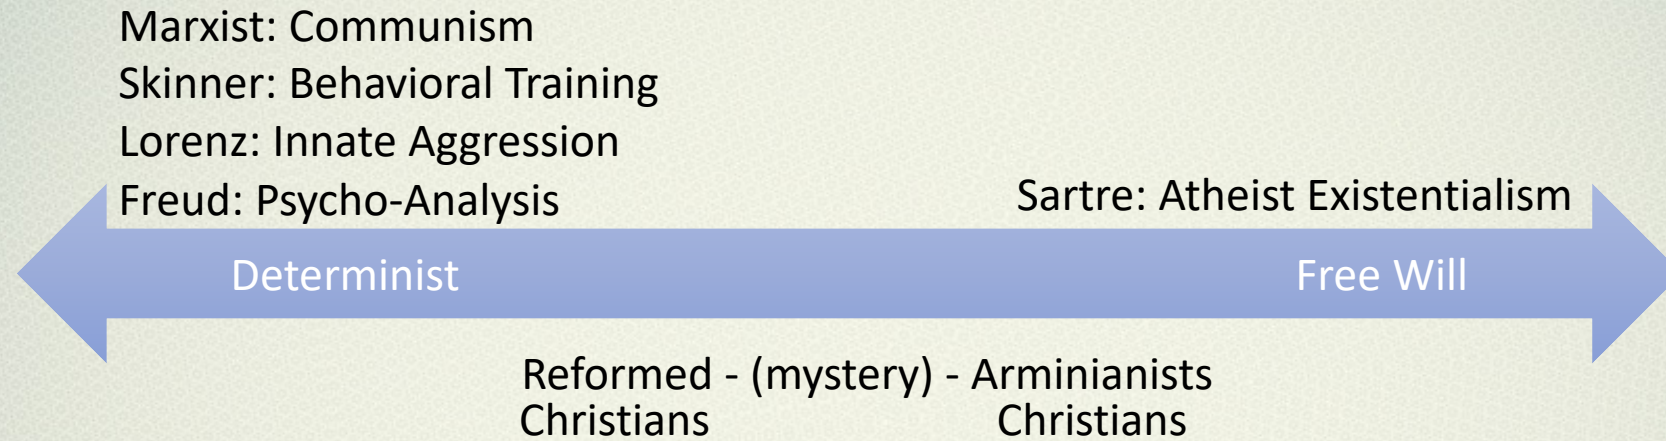 Marxist: Communism
Skinner: Behavioral Training
Lorenz: Innate Aggression
Freud: Psycho-Analysis
Sartre: Atheist Existentialism
Determinist
Free Will
Reformed - (mystery) - Arminianists
Christians Christians